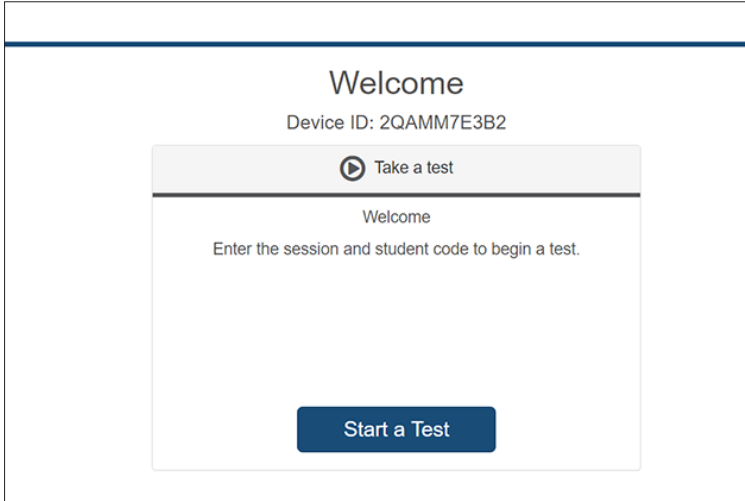 Welcome
Device ID: 2QAMM7E3B2
Take a test
Welcome
Enter the session and student code to begin a test.
Start a Test